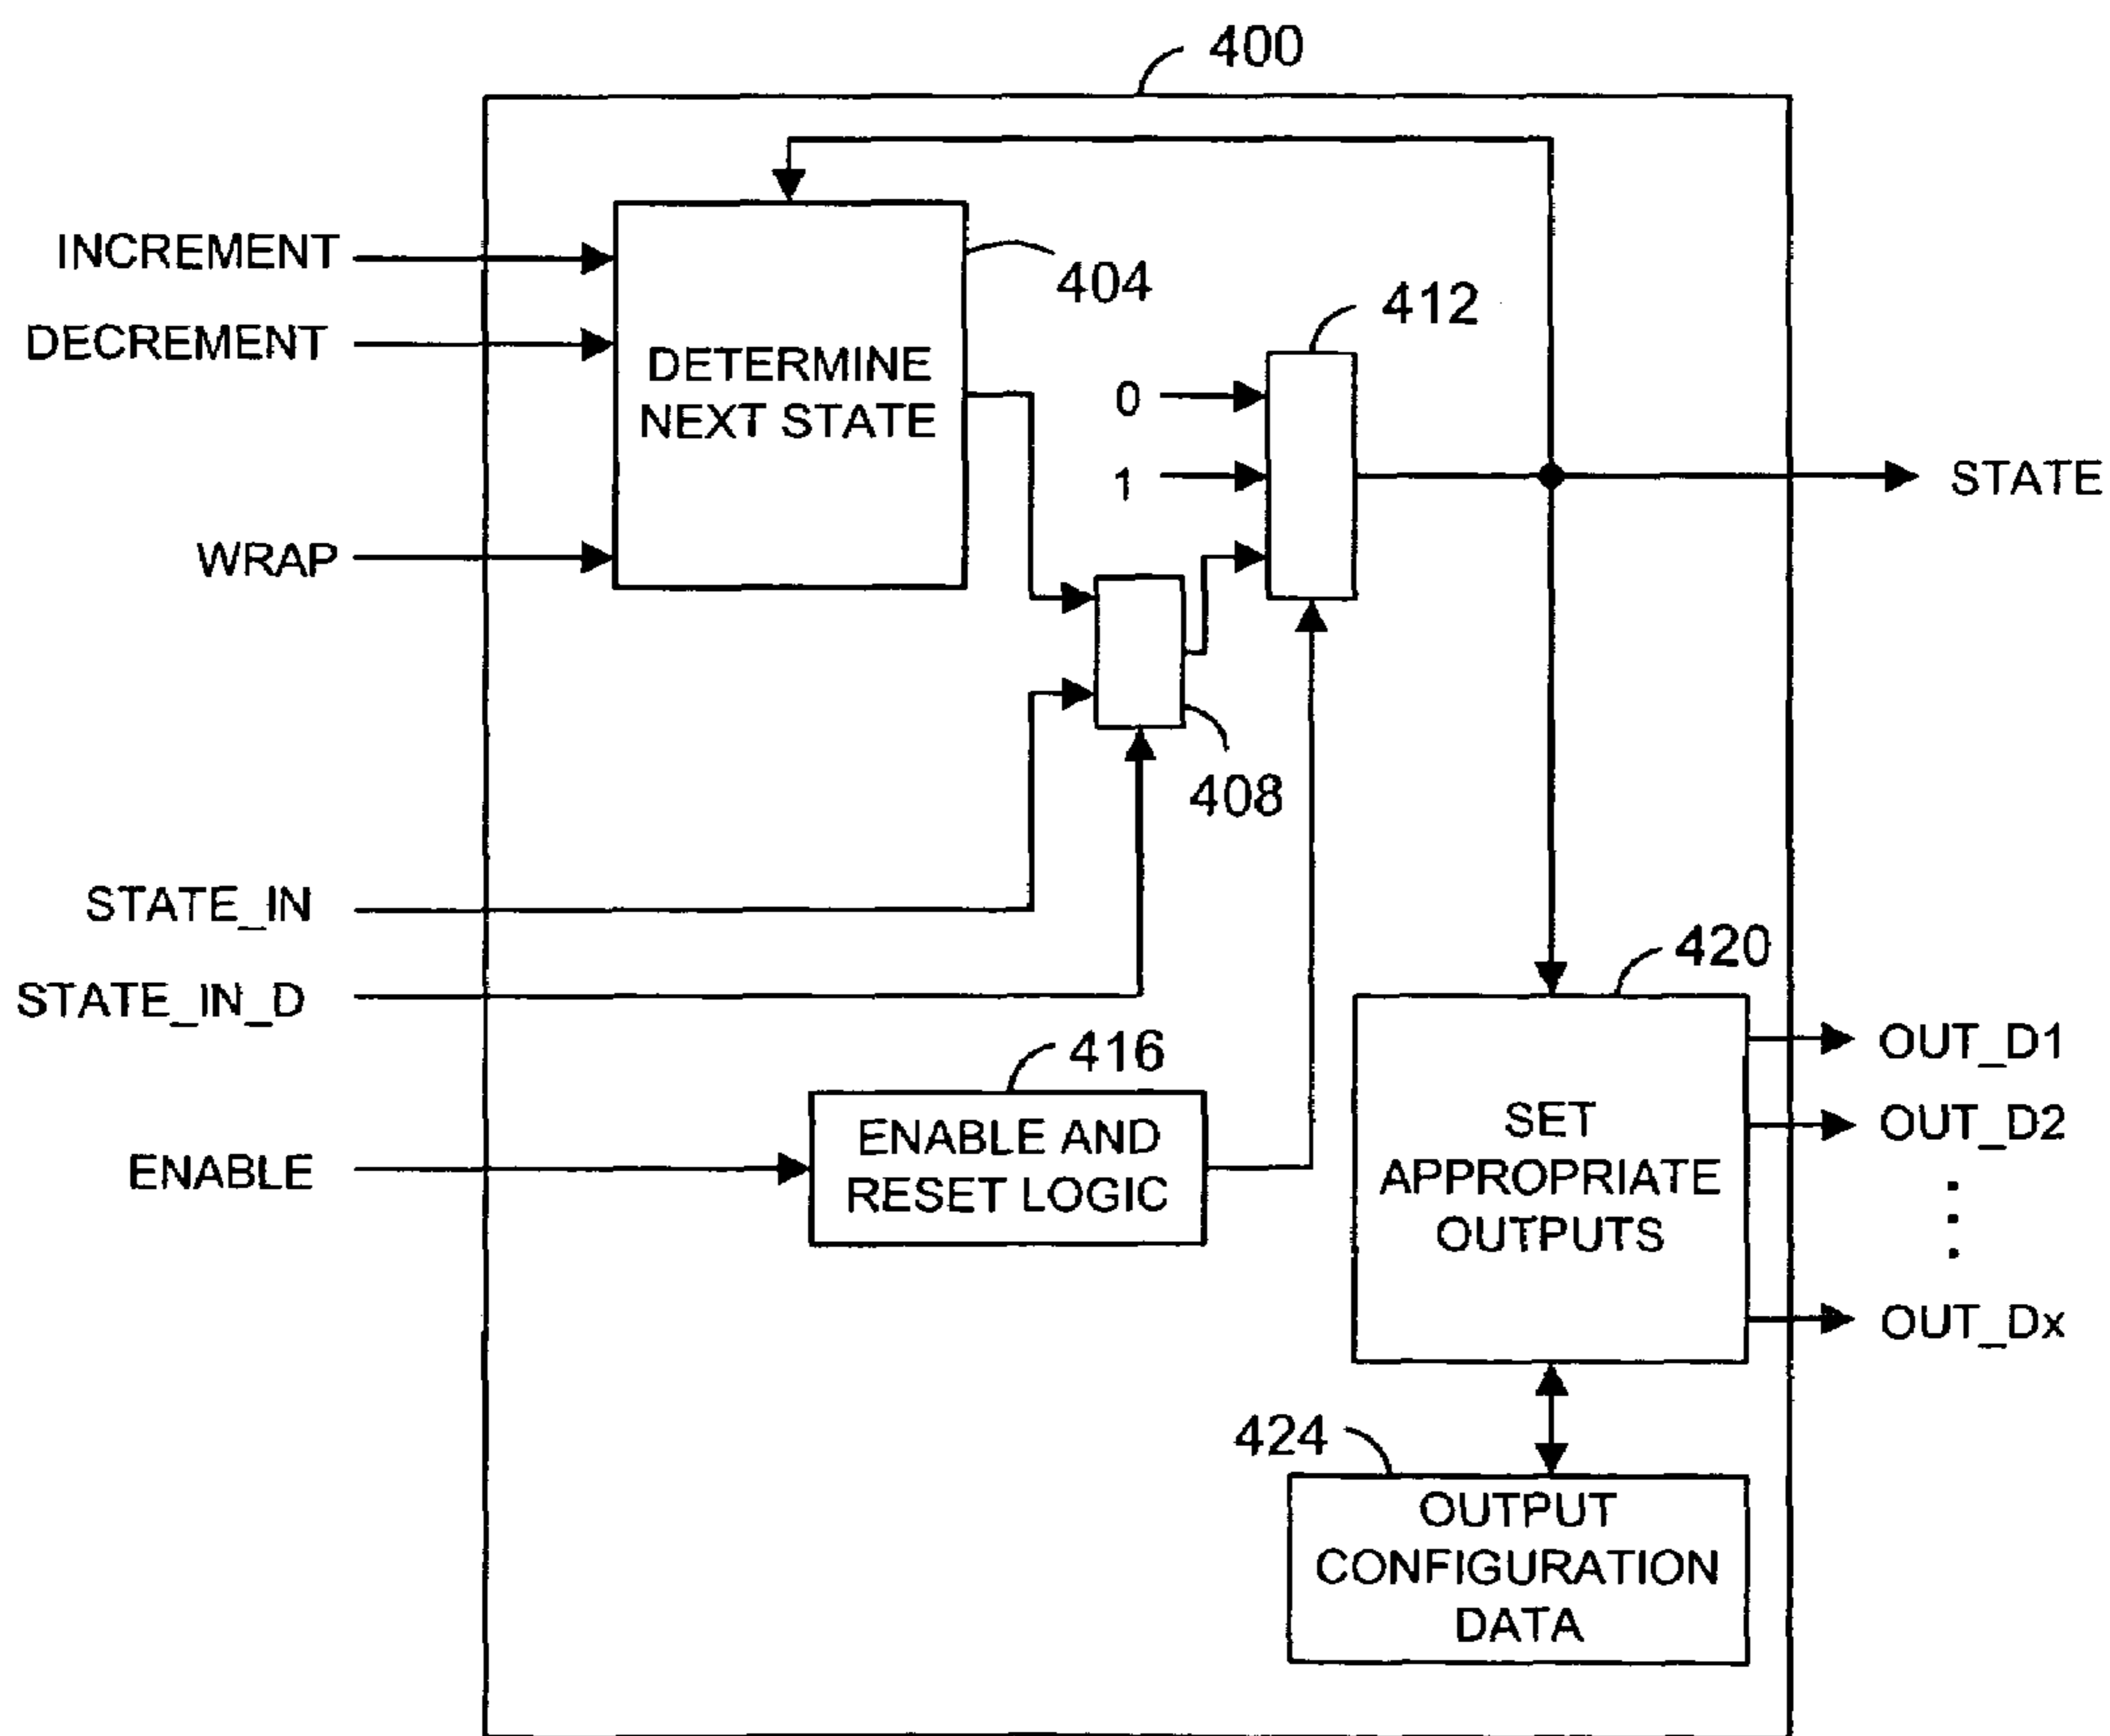 400
INCREMENT
404
DECREMENT
412
DETERMINE
NEXT STATE
0
1
STATE
WRAP
408
STATE_IN
420
STATE_IN_D
416
OUT_D1
ENABLE AND
RESET LOGIC
SET
APPROPRIATE
OUTPUTS
OUT_D2
ENABLE
OUT_Dx
424
OUTPUT
CONFIGURATION
DATA